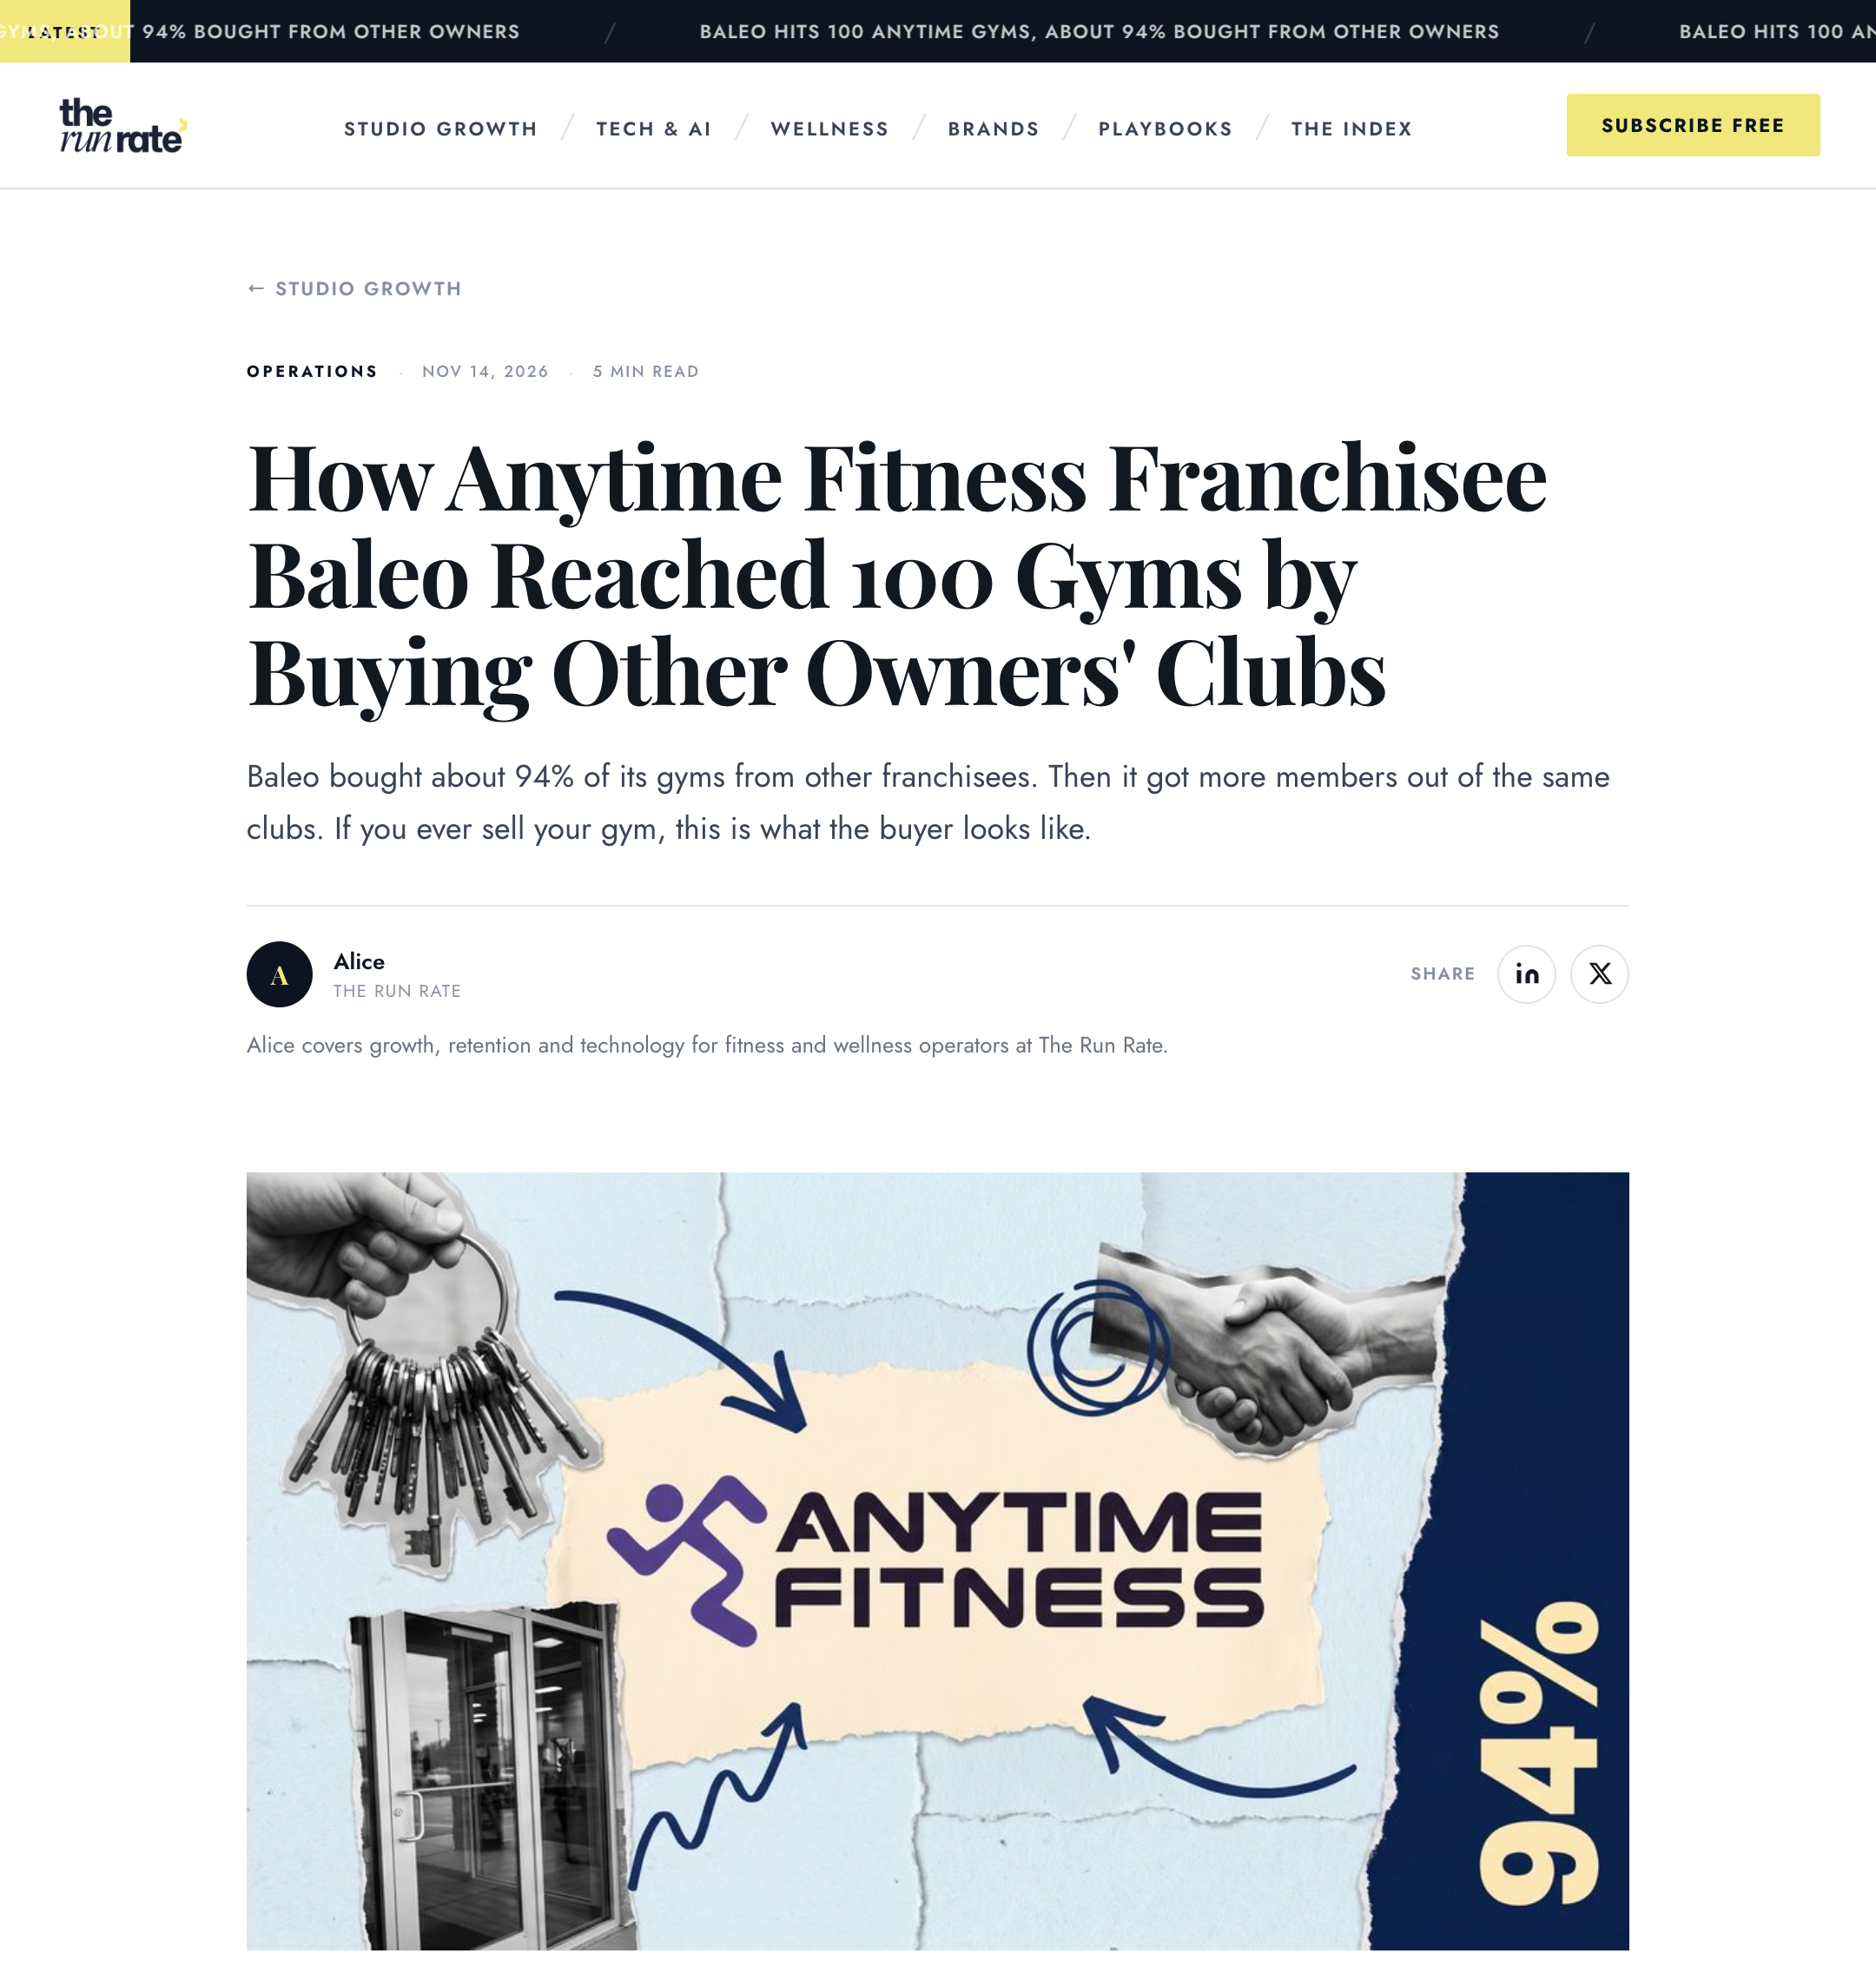 LATEST
94% BOUGHT FROM OTHER OWNERS / BALEO HITS 100 ANYTIME GYMS, ABOUT 94% BOUGHT FROM OTHER OWNERS / BALEO HITS 100
the
run rate
STUDIO GROWTH / TECH & AI / WELLNESS / BRANDS / PLAYBOOKS / THE INDEX
SUBSCRIBE FREE
← STUDIO GROWTH
OPERATIONS · NOV 14, 2026 · 5 MIN READ
How Anytime Fitness Franchisee
Baleo Reached 100 Gyms by
Buying Other Owners' Clubs
Baleo bought about 94% of its gyms from other franchisees. Then it got more members out of the same
clubs. If you ever sell your gym, this is what the buyer looks like.
A
Alice
THE RUN RATE
SHARE
in
X
Alice covers growth, retention and technology for fitness and wellness operators at The Run Rate.
ANYTIME
FITNESS
94%